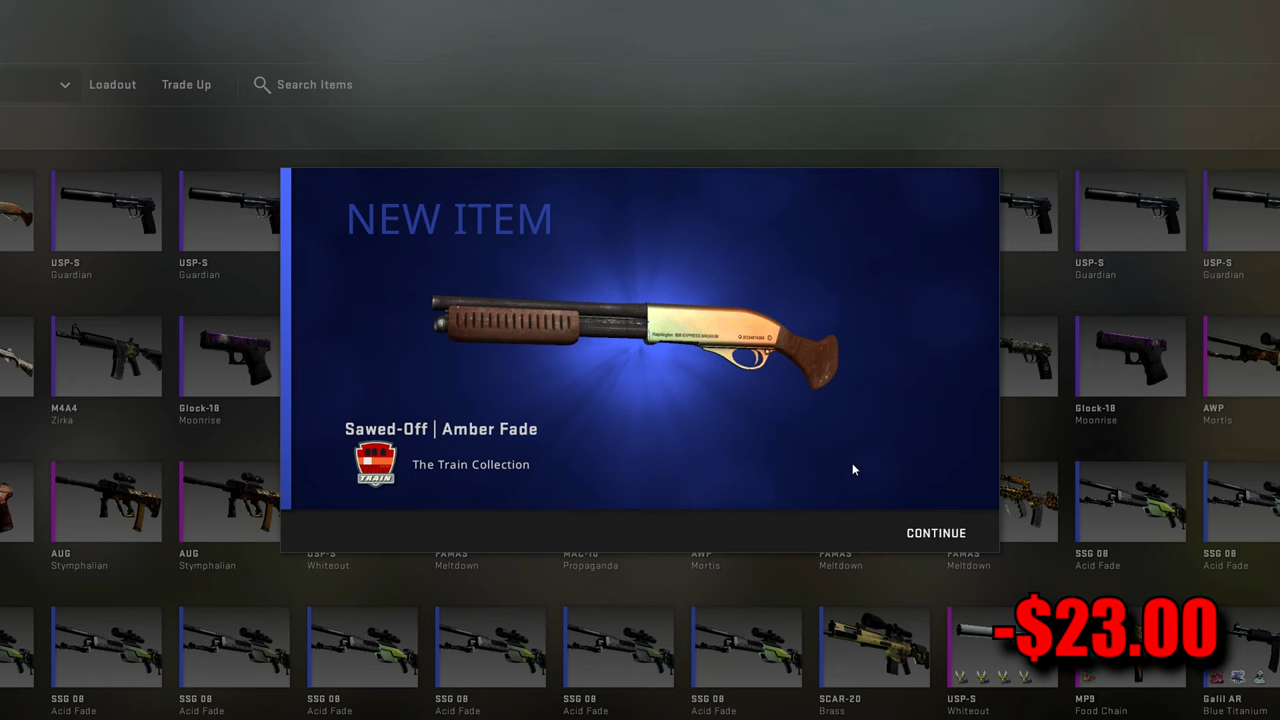 Loadout
Trade Up
Search Items
NEW ITEM
Sawed-Off | Amber Fade
TRAIN
The Train Collection
CONTINUE
USP-S
Guardian
USP-S
Guardian
USP-S
Guardian
USP-S
Guardian
M4A4
Zirka
Glock-18
Moonrise
Glock-18
Moonrise
AWP
Mortis
AUG
Stymphalian
AUG
Stymphalian
USP-S
Whiteout
FAMAS
Meltdown
MAC-10
Propaganda
AWP
Mortis
FAMAS
Meltdown
FAMAS
Meltdown
SSG 08
Acid Fade
SSG 08
Acid Fade
-$23.00
SSG 08
Acid Fade
SSG 08
Acid Fade
SSG 08
Acid Fade
SSG 08
Acid Fade
SSG 08
Acid Fade
SSG 08
Acid Fade
SCAR-20
Brass
USP-S
Whiteout
MP9
Food Chain
Galil AR
Blue Titanium